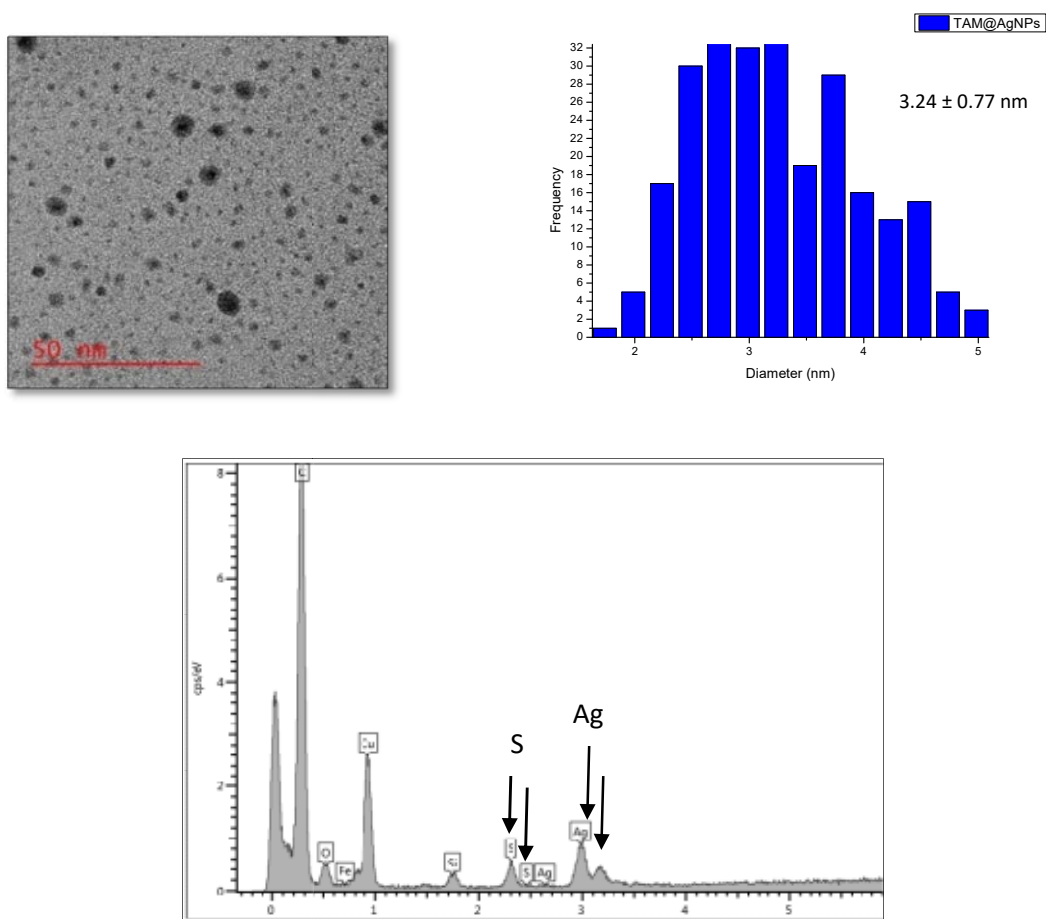 TAM@AgNPs
32
30
28
26
24
22
20
18
16
14
12
10
8
6
4
2
0
Frequency
3.24 ± 0.77 nm
2 3 4 5
Diameter (nm)
50 nm
8
6
4
2
0
cps/eV
C
O
Fe
Cu
Si
S
S
Ag
Ag
S
Ag
0 1 2 3 4 5